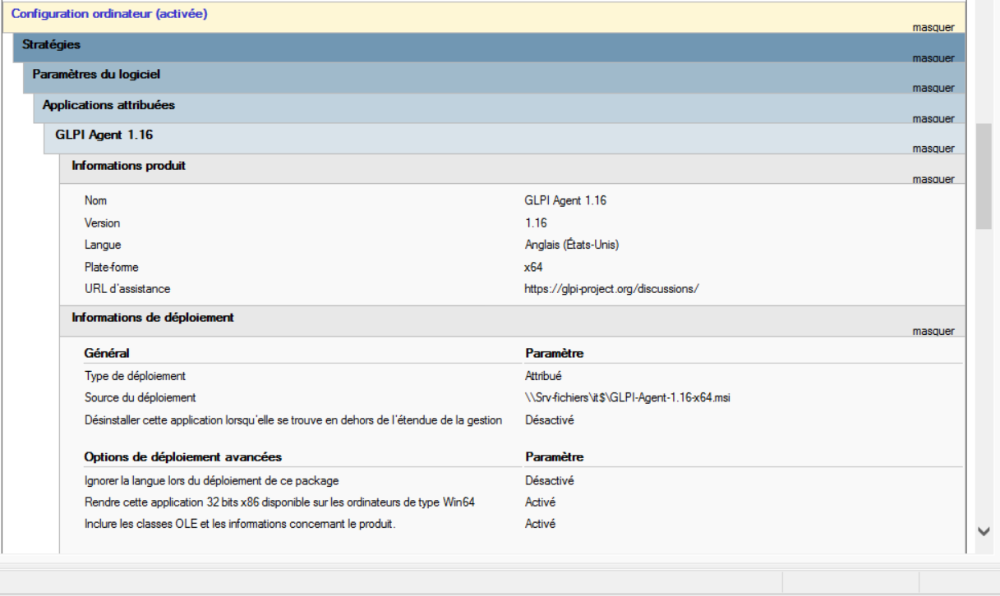 Configuration ordinateur (activée)
masquer
Stratégies
masquer
Paramètres du logiciel
masquer
Applications attribuées
masquer
GLPI Agent 1.16
masquer
Informations produit
masquer
Nom GLPI Agent 1.16
Version 1.16
Langue Anglais (États-Unis)
Plate-forme x64
URL d'assistance https://glpi-project.org/discussions/
Informations de déploiement
masquer
Général Paramètre
Type de déploiement Attribué
Source du déploiement \\Srv-fichiers\it$\GLPI-Agent-1.16-x64.msi
Désinstaller cette application lorsqu'elle se trouve en dehors de l'étendue de la gestion Désactivé
Options de déploiement avancées Paramètre
Ignorer la langue lors du déploiement de ce package Désactivé
Rendre cette application 32 bits x86 disponible sur les ordinateurs de type Win64 Activé
Inclure les classes OLE et les informations concernant le produit. Activé